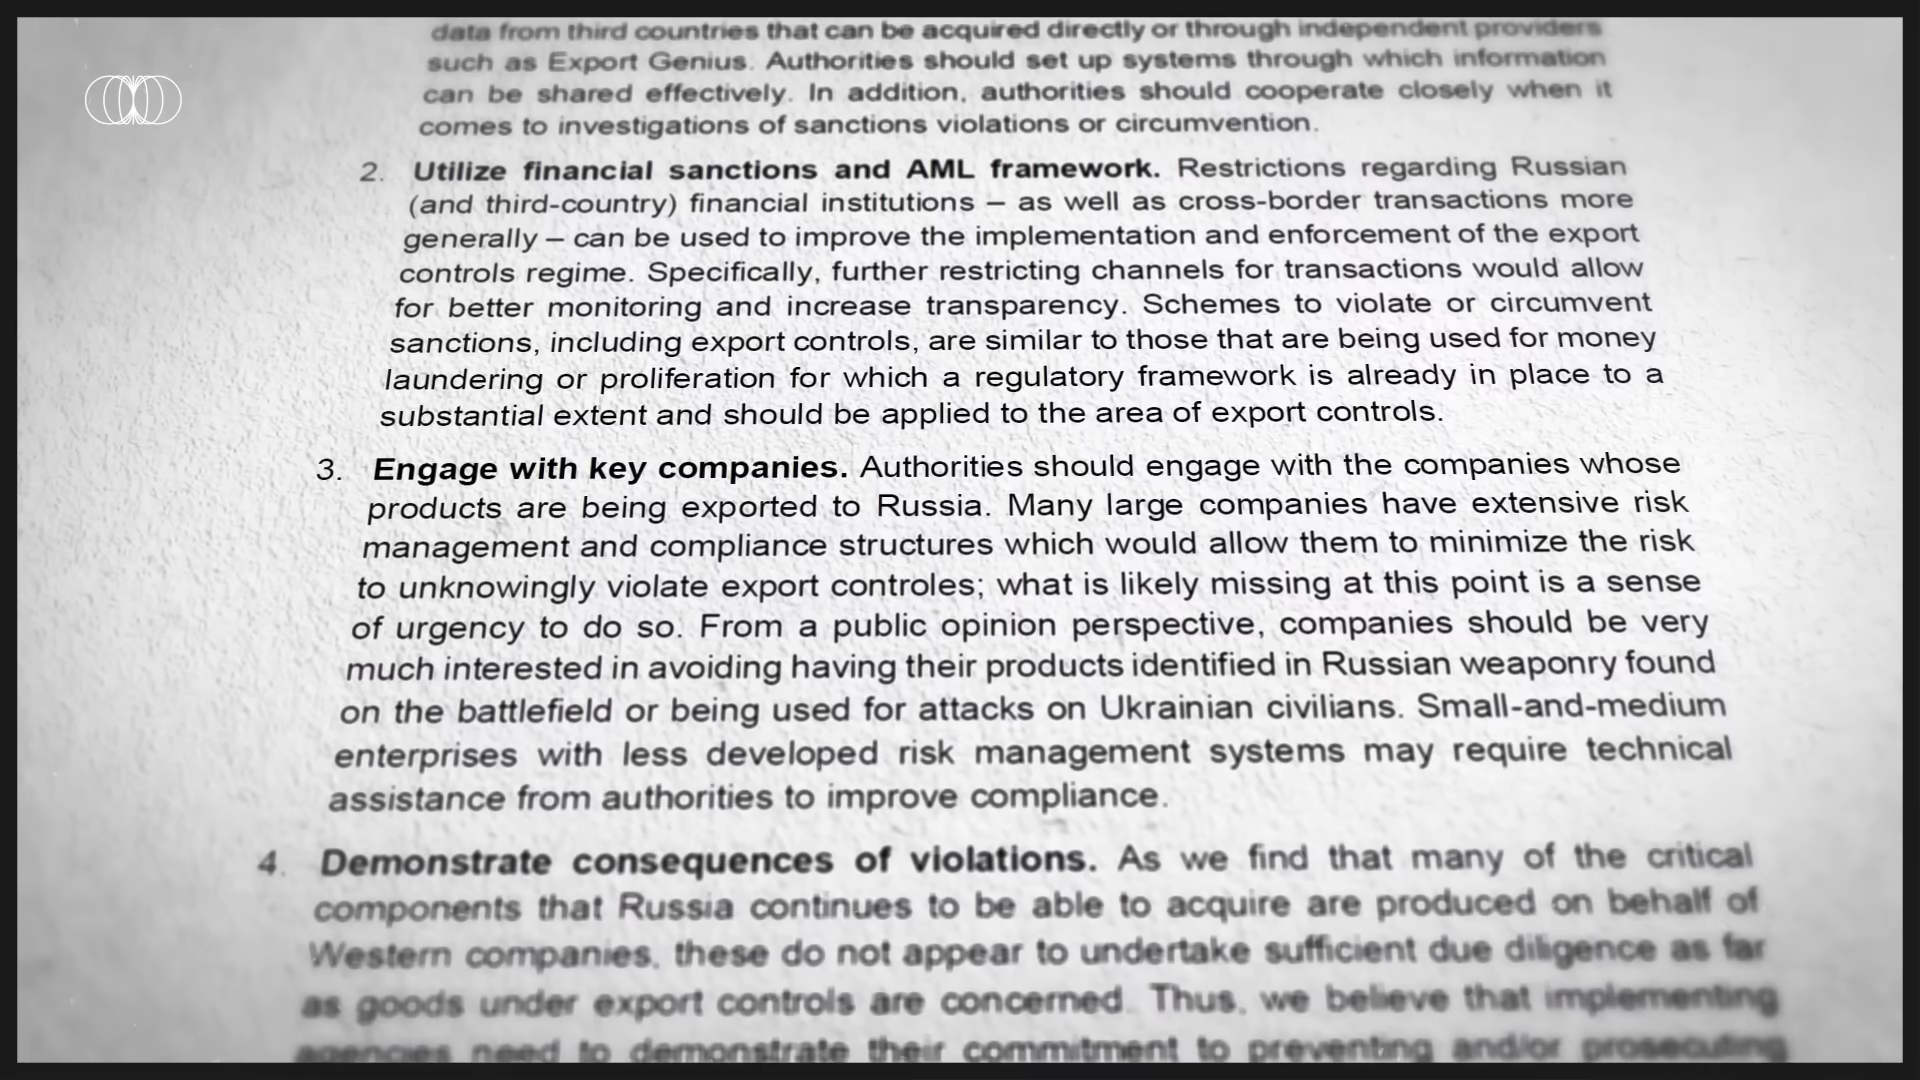 data from third countries that can be acquired directly or through independent providers
such as Export Genius. Authorities should set up systems through which information
can be shared effectively. In addition, authorities should cooperate closely when it
comes to investigations of sanctions violations or circumvention.
2. Utilize financial sanctions and AML framework. Restrictions regarding Russian
(and third-country) financial institutions – as well as cross-border transactions more
generally – can be used to improve the implementation and enforcement of the export
controls regime. Specifically, further restricting channels for transactions would allow
for better monitoring and increase transparency. Schemes to violate or circumvent
sanctions, including export controls, are similar to those that are being used for money
laundering or proliferation for which a regulatory framework is already in place to a
substantial extent and should be applied to the area of export controls.
3. Engage with key companies. Authorities should engage with the companies whose
products are being exported to Russia. Many large companies have extensive risk
management and compliance structures which would allow them to minimize the risk
to unknowingly violate export controles; what is likely missing at this point is a sense
of urgency to do so. From a public opinion perspective, companies should be very
much interested in avoiding having their products identified in Russian weaponry found
on the battlefield or being used for attacks on Ukrainian civilians. Small-and-medium
enterprises with less developed risk management systems may require technical
assistance from authorities to improve compliance.
4. Demonstrate consequences of violations. As we find that many of the critical
components that Russia continues to be able to acquire are produced on behalf of
Western companies, these do not appear to undertake sufficient due diligence as far
as goods under export controls are concerned. Thus, we believe that implementing
agencies need to demonstrate their commitment to preventing and/or prosecuting